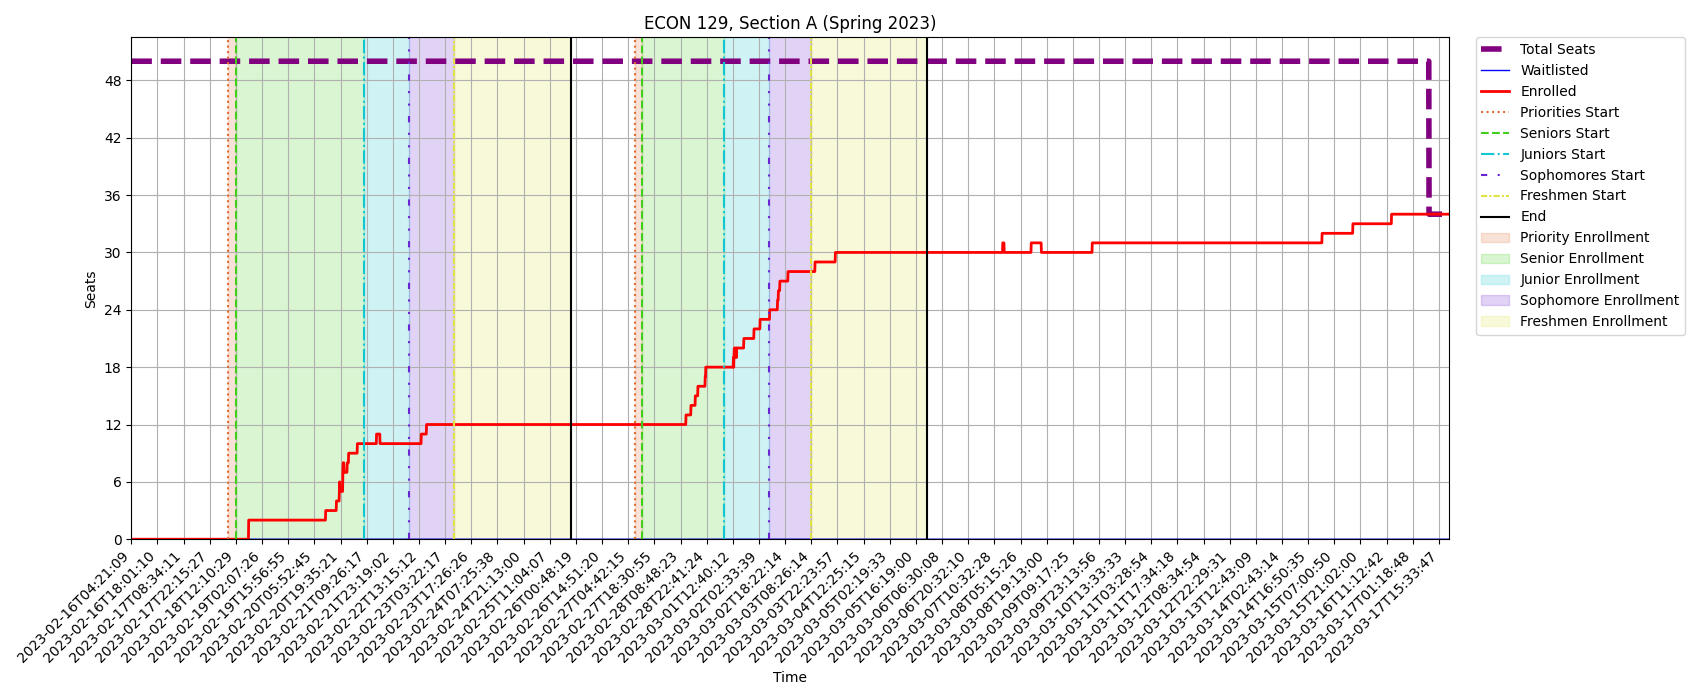 ECON 129, Section A (Spring 2023)
Seats
48
42
36
30
24
18
12
6
0
2023-02-16T04:21:09
2023-02-16T18:01:10
2023-02-17T08:34:11
2023-02-17T22:15:27
2023-02-18T12:10:29
2023-02-19T02:07:26
2023-02-19T15:56:55
2023-02-20T05:52:45
2023-02-20T19:35:21
2023-02-21T09:26:17
2023-02-21T23:19:02
2023-02-22T13:15:12
2023-02-23T03:22:17
2023-02-23T17:26:26
2023-02-24T07:25:38
2023-02-24T21:13:00
2023-02-25T11:04:07
2023-02-26T00:48:19
2023-02-26T14:51:20
2023-02-27T04:42:15
2023-02-27T18:30:55
2023-02-28T08:48:23
2023-02-28T22:41:24
2023-03-01T12:40:12
2023-03-02T02:33:39
2023-03-02T18:22:14
2023-03-03T08:26:14
2023-03-03T22:23:57
2023-03-04T12:25:15
2023-03-05T02:19:33
2023-03-05T16:19:00
2023-03-06T06:30:08
2023-03-06T20:32:10
2023-03-07T10:32:28
2023-03-08T05:15:26
2023-03-08T19:13:00
2023-03-09T09:17:25
2023-03-09T23:13:56
2023-03-10T13:33:33
2023-03-11T03:28:54
2023-03-11T17:34:18
2023-03-12T08:34:54
2023-03-12T22:29:31
2023-03-13T12:43:09
2023-03-14T02:43:14
2023-03-14T16:50:35
2023-03-15T07:00:50
2023-03-15T21:02:00
2023-03-16T11:12:42
2023-03-17T01:18:48
2023-03-17T15:33:47
Time
Total Seats
Waitlisted
Enrolled
Priorities Start
Seniors Start
Juniors Start
Sophomores Start
Freshmen Start
End
Priority Enrollment
Senior Enrollment
Junior Enrollment
Sophomore Enrollment
Freshmen Enrollment